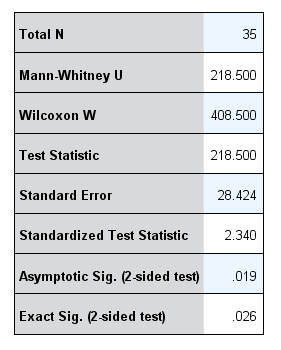 Total N 35
Mann-Whitney U 218.500
Wilcoxon W 408.500
Test Statistic 218.500
Standard Error 28.424
Standardized Test Statistic 2.340
Asymptotic Sig. (2-sided test) .019
Exact Sig. (2-sided test) .026